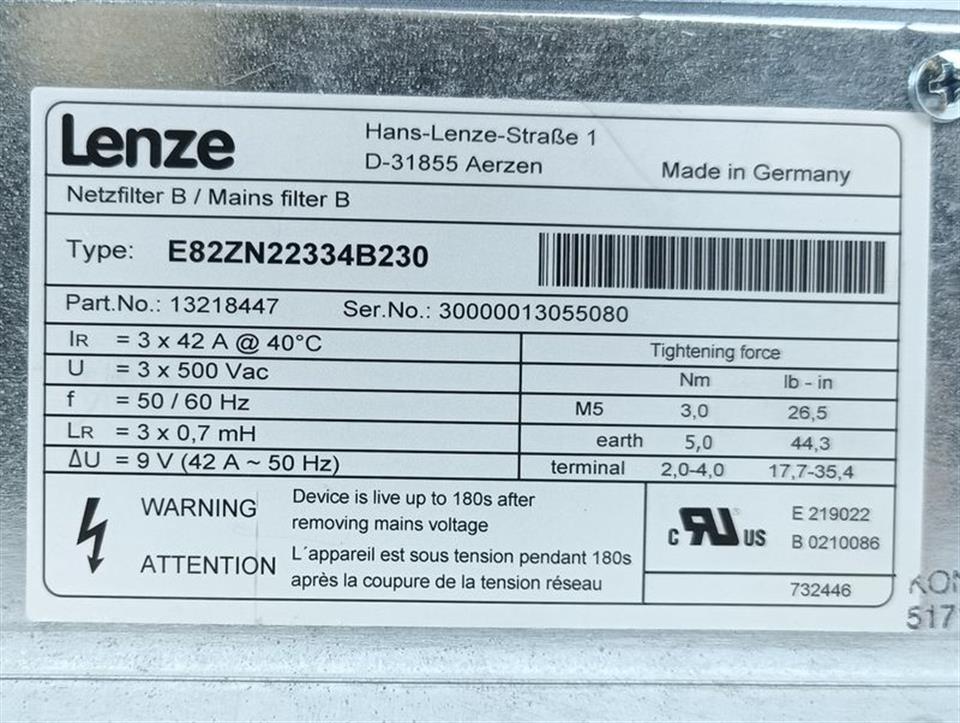 Lenze
Hans-Lenze-Straße 1
D-31855 Aerzen
Made in Germany
Netzfilter B / Mains filter B
Type: E82ZN22334B230
Part.No.: 13218447 Ser.No.: 30000013055080
IR = 3 x 42 A @ 40°C
U = 3 x 500 Vac
f = 50 / 60 Hz
LR = 3 x 0,7 mH
ΔU = 9 V (42 A ~ 50 Hz)
Tightening force
Nm lb - in
M5 3,0 26,5
earth 5,0 44,3
terminal 2,0-4,0 17,7-35,4
WARNING
Device is live up to 180s after
removing mains voltage
ATTENTION
L´appareil est sous tension pendant 180s
après la coupure de la tension réseau
c RU US
E 219022
B 0210086
732446
KON
517